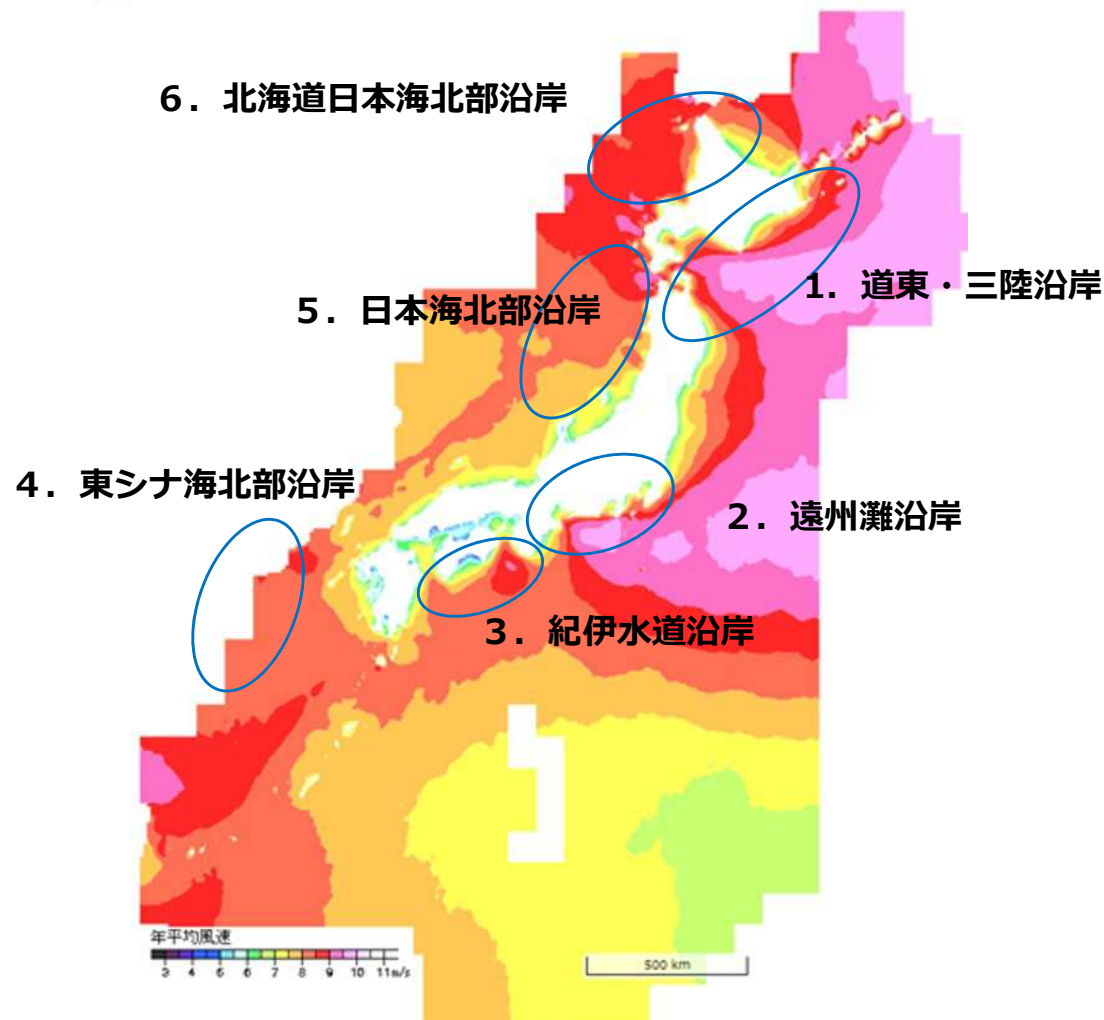 6．北海道日本海北部沿岸
1．道東・三陸沿岸
5．日本海北部沿岸
4．東シナ海北部沿岸
2．遠州灘沿岸
3．紀伊水道沿岸
年平均風速
3 4 5 6 7 8 9 10 11m/s
500 km